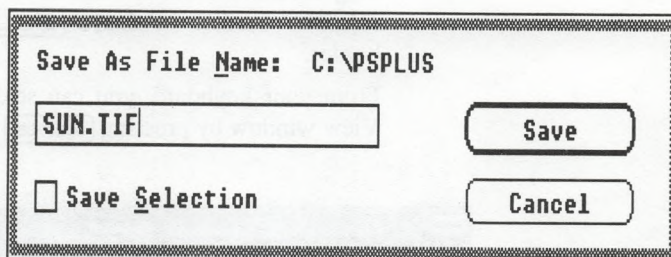 Save As File Name: C:\PSPLUS
SUN.TIF
Save
Save Selection
Cancel